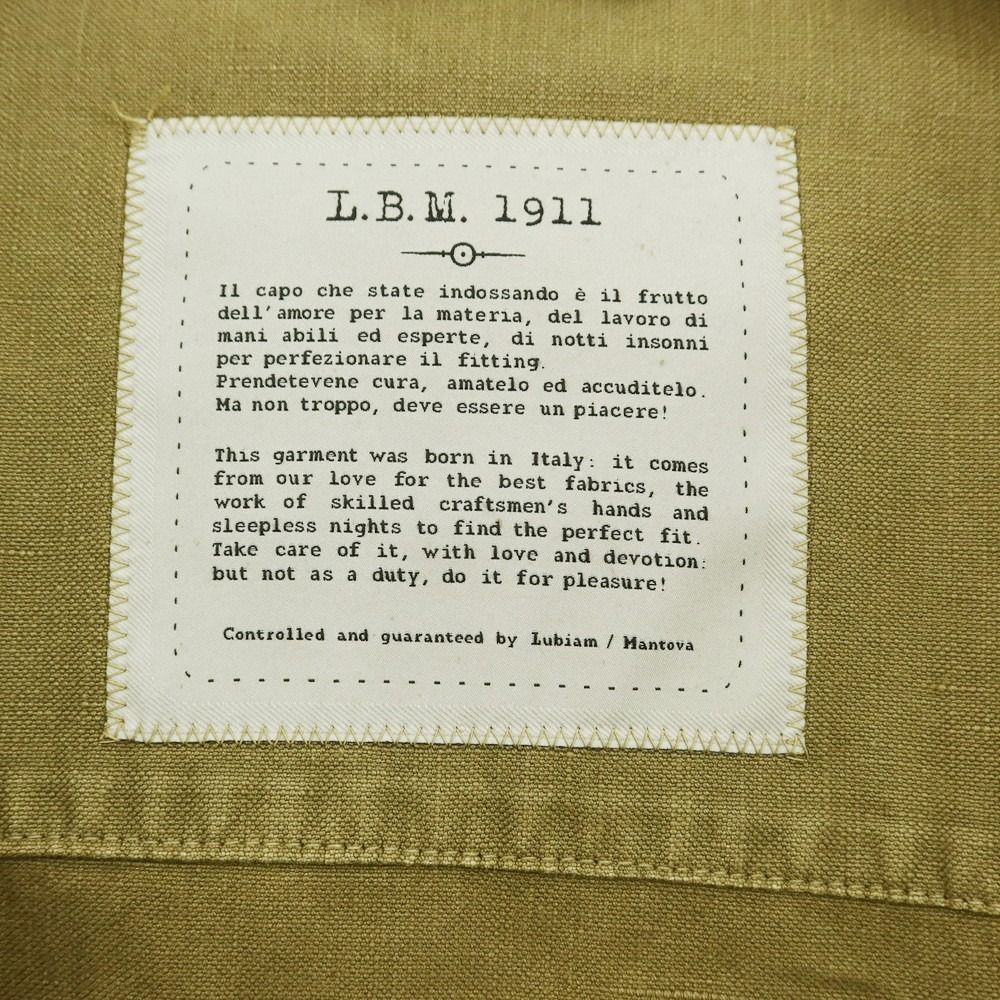 L.B.M. 1911
Il capo che state indossando è il frutto
dell'amore per la materia, del lavoro di
mani abili ed esperte, di notti insonni
per perfezionare il fitting.
Prendetevene cura, amatelo ed accuditelo.
Ma non troppo, deve essere un piacere!
This garment was born in Italy: it comes
from our love for the best fabrics, the
work of skilled craftsmen's hands and
sleepless nights to find the perfect fit.
Take care of it, with love and devotion:
but not as a duty, do it for pleasure!
Controlled and guaranteed by Lubiam / Mantova